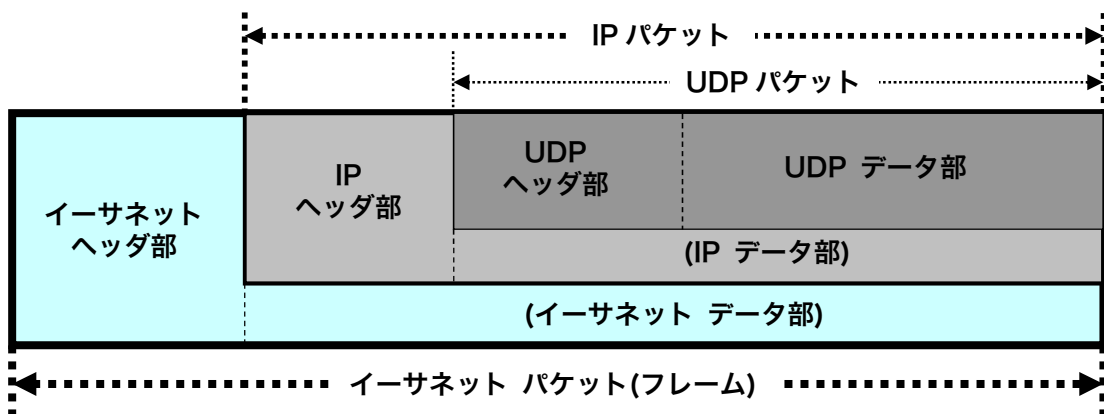 IP パケット
UDP パケット
イーサネット
ヘッダ部
IP
ヘッダ部
UDP
ヘッダ部
UDP データ部
(IP データ部)
(イーサネット データ部)
イーサネット パケット(フレーム)